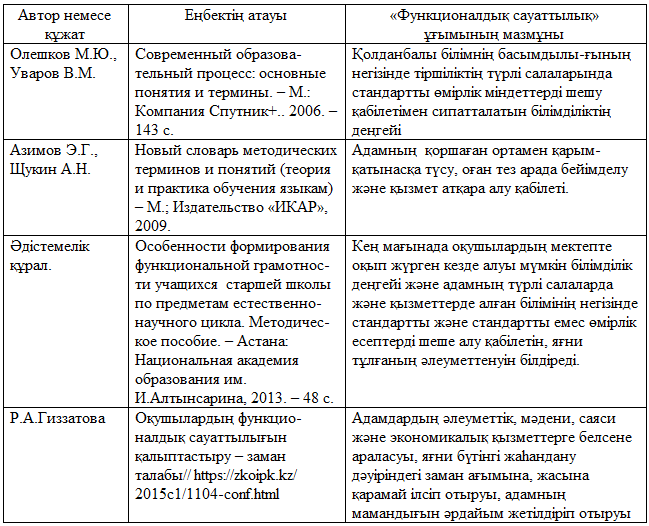 Автор немесе
құжат
Еңбектің атауы
«Функционалдық сауаттылық»
ұғымының мазмұны
Олешков М.Ю.,
Уваров В.М.
Современный образова-
тельный процесс: основные
понятия и термины. – М.:
Компания Спутник+.. 2006. –
143 с.
Қолданбалы білімнің басымдылы-ғының
негізінде тіршіліктің түрлі салаларында
стандартты өмірлік міндеттерді шешу
қабілетімен сипатталатын білімділіктің
деңгейі
Азимов Э.Г.,
Щукин А.Н.
Новый словарь методических
терминов и понятий (теория
и практика обучения языкам)
– М.; Издательство «ИКАР»,
2009.
Адамның қоршаған ортамен қарым-
қатынасқа түсу, оған тез арада бейімделу
және қызмет атқара алу қабілеті.
Әдістемелік
құрал.
Особенности формирования
функциональной грамотнос-
ти учащихся старшей школы
по предметам естественно-
научного цикла. Методичес-
кое пособие. – Астана:
Национальная академия
образования им.
И.Алтынсарина, 2013. – 48 с.
Кең мағынада оқушылардың мектепте
оқып жүрген кезде алуы мүмкін білімділік
деңгейі және адамның түрлі салаларда
және қызметтерде алған білімінің негізінде
стандартты және стандартты емес өмірлік
есептерді шеше алу қабілетін, яғни
тұлғаның әлеуметтенуін білдіреді.
Р.А.Гиззатова
Оқушылардың функцио-
налдық сауаттылығын
қалыптастыру – заман
талабы// https://zkoipk.kz/
2015c1/1104-conf.html
Адамдардың әлеуметтік, мәдени, саяси
және экономикалық қызметтерге белсене
араласуы, яғни бүгінгі жаһандану
дәуіріндегі заман ағымына, жасына
қарамай ілсіп отыруы, адамның
мамандығын әрдайым жетілдіріп отыруы